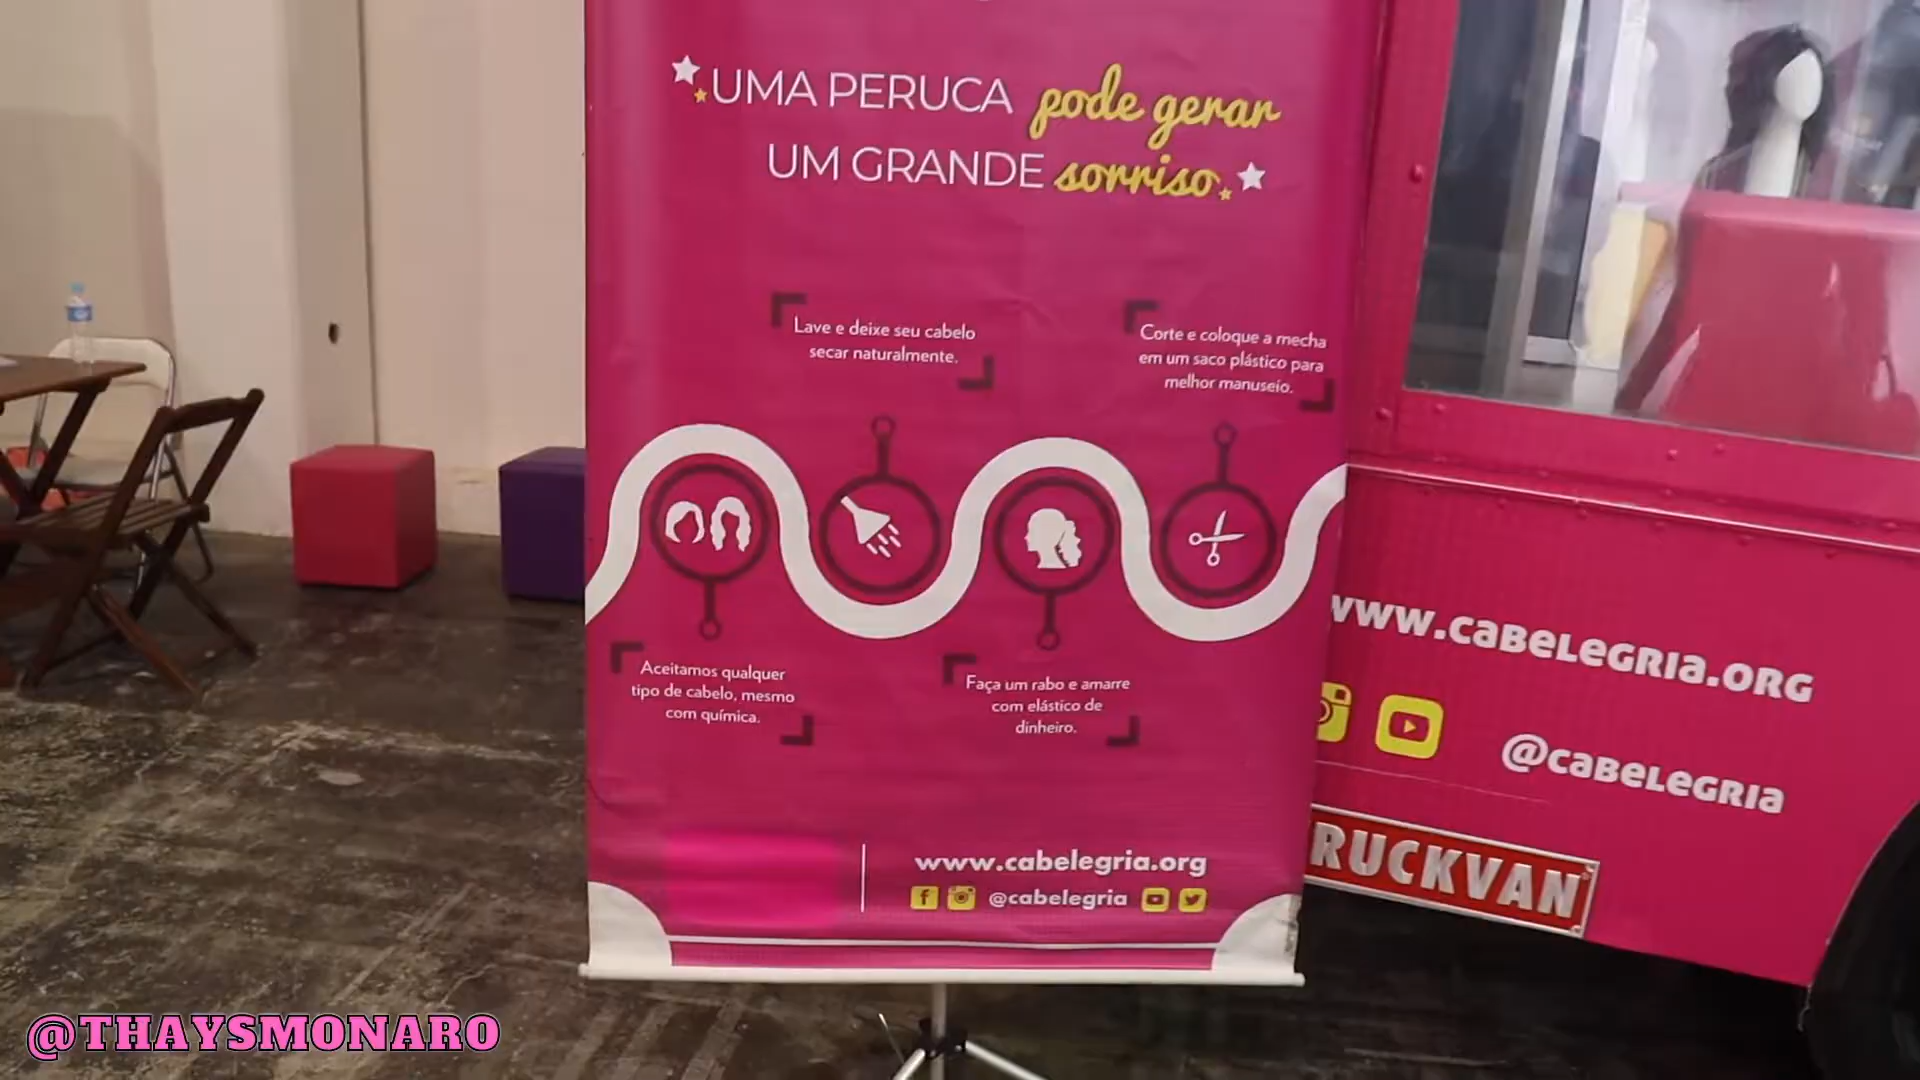 UMA PERUCA pode gerar
UM GRANDE sorriso.
Lave e deixe seu cabelo
secar naturalmente.
Corte e coloque a mecha
em um saco plástico para
melhor manuseio.
Aceitamos qualquer
tipo de cabelo, mesmo
com química.
Faça um rabo e amarre
com elástico de
dinheiro.
www.cabelegria.org
@cabelegria
www.cabelegria.org
@cabelegria
RUCKVAN
@THAYSMONARO